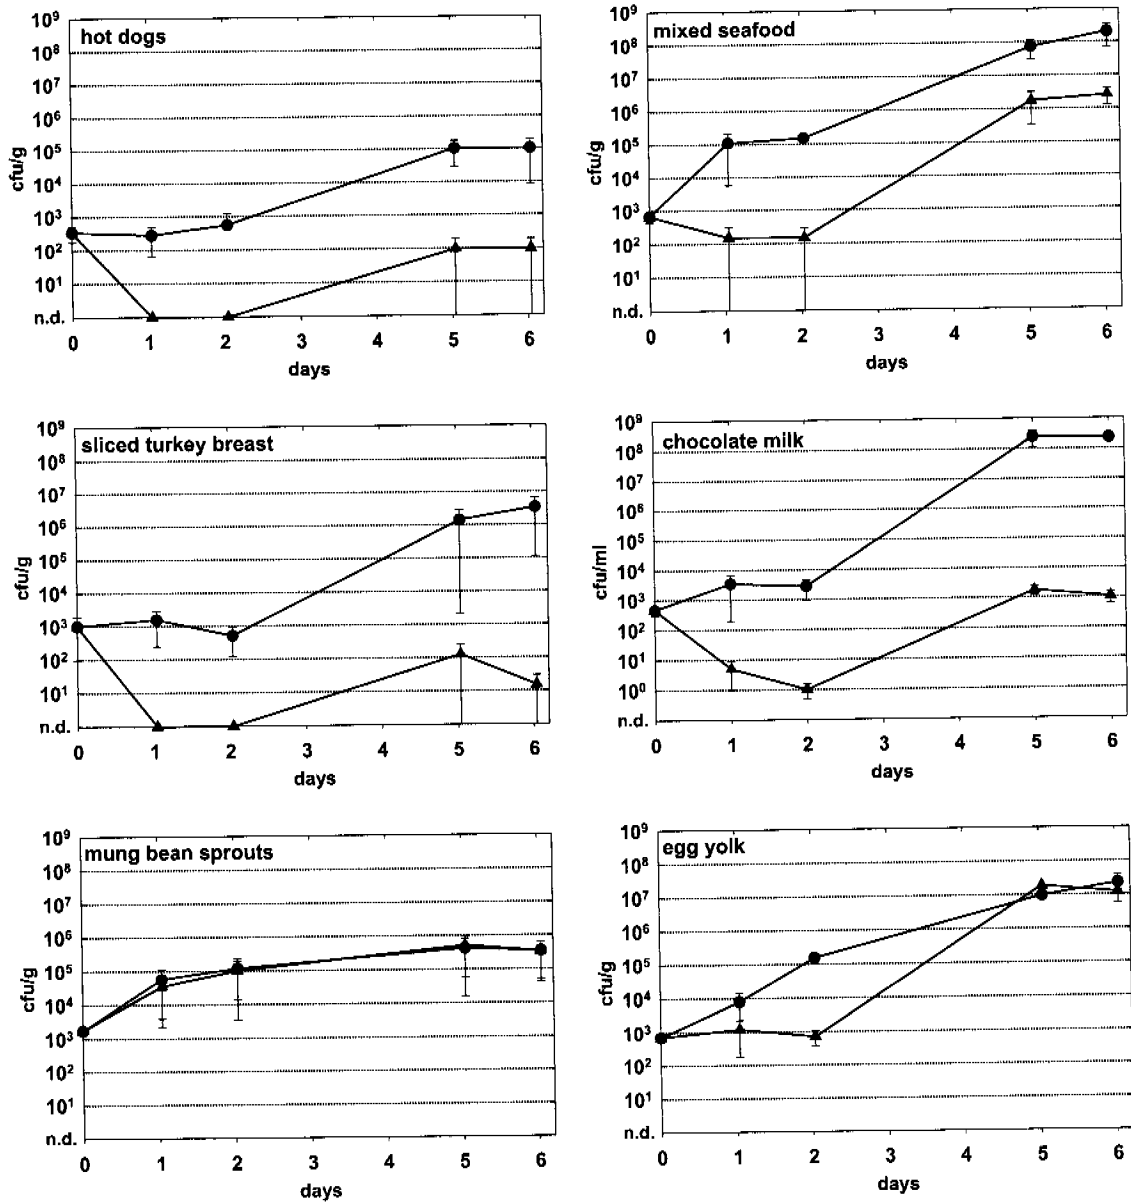 hot dogs
10⁹
10⁸
10⁷
10⁶
10⁵
10⁴
10³
10²
10¹
n.d.
cfu/g
0 1 2 3 4 5 6
days
mixed seafood
10⁹
10⁸
10⁷
10⁶
10⁵
10⁴
10³
10²
10¹
n.d.
cfu/g
0 1 2 3 4 5 6
days
sliced turkey breast
10⁹
10⁸
10⁷
10⁶
10⁵
10⁴
10³
10²
10¹
n.d.
cfu/g
0 1 2 3 4 5 6
days
chocolate milk
10⁹
10⁸
10⁷
10⁶
10⁵
10⁴
10³
10²
10¹
10⁰
n.d.
cfu/ml
0 1 2 3 4 5 6
days
mung bean sprouts
10⁹
10⁸
10⁷
10⁶
10⁵
10⁴
10³
10²
10¹
n.d.
cfu/g
0 1 2 3 4 5 6
days
egg yolk
10⁹
10⁸
10⁷
10⁶
10⁵
10⁴
10³
10²
10¹
n.d.
cfu/g
0 1 2 3 4 5 6
days